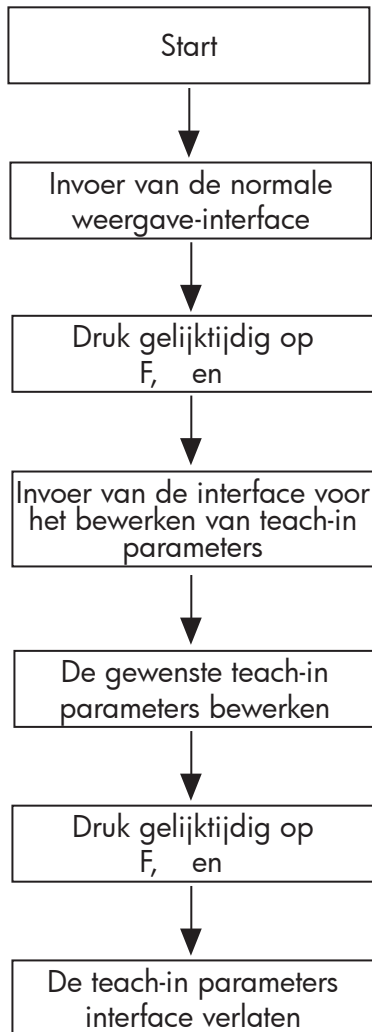 Start
Invoer van de normale
weergave-interface
Druk gelijktijdig op
F, en
Invoer van de interface voor
het bewerken van teach-in
parameters
De gewenste teach-in
parameters bewerken
Druk gelijktijdig op
F, en
De teach-in parameters
interface verlaten